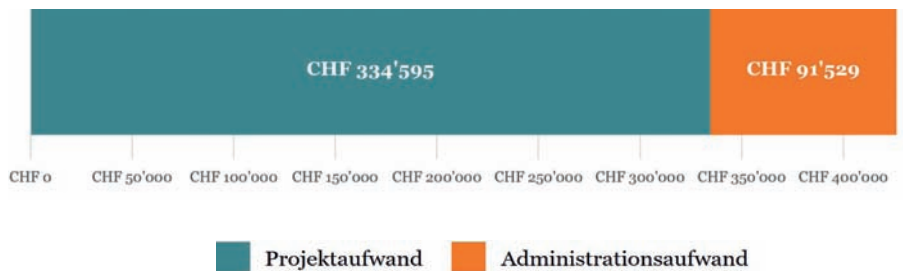 CHF 334'595 CHF 91'529
CHF 0 CHF 50'000 CHF 100'000 CHF 150'000 CHF 200'000 CHF 250'000 CHF 300'000 CHF 350'000 CHF 400'000
Projektaufwand Administrationsaufwand